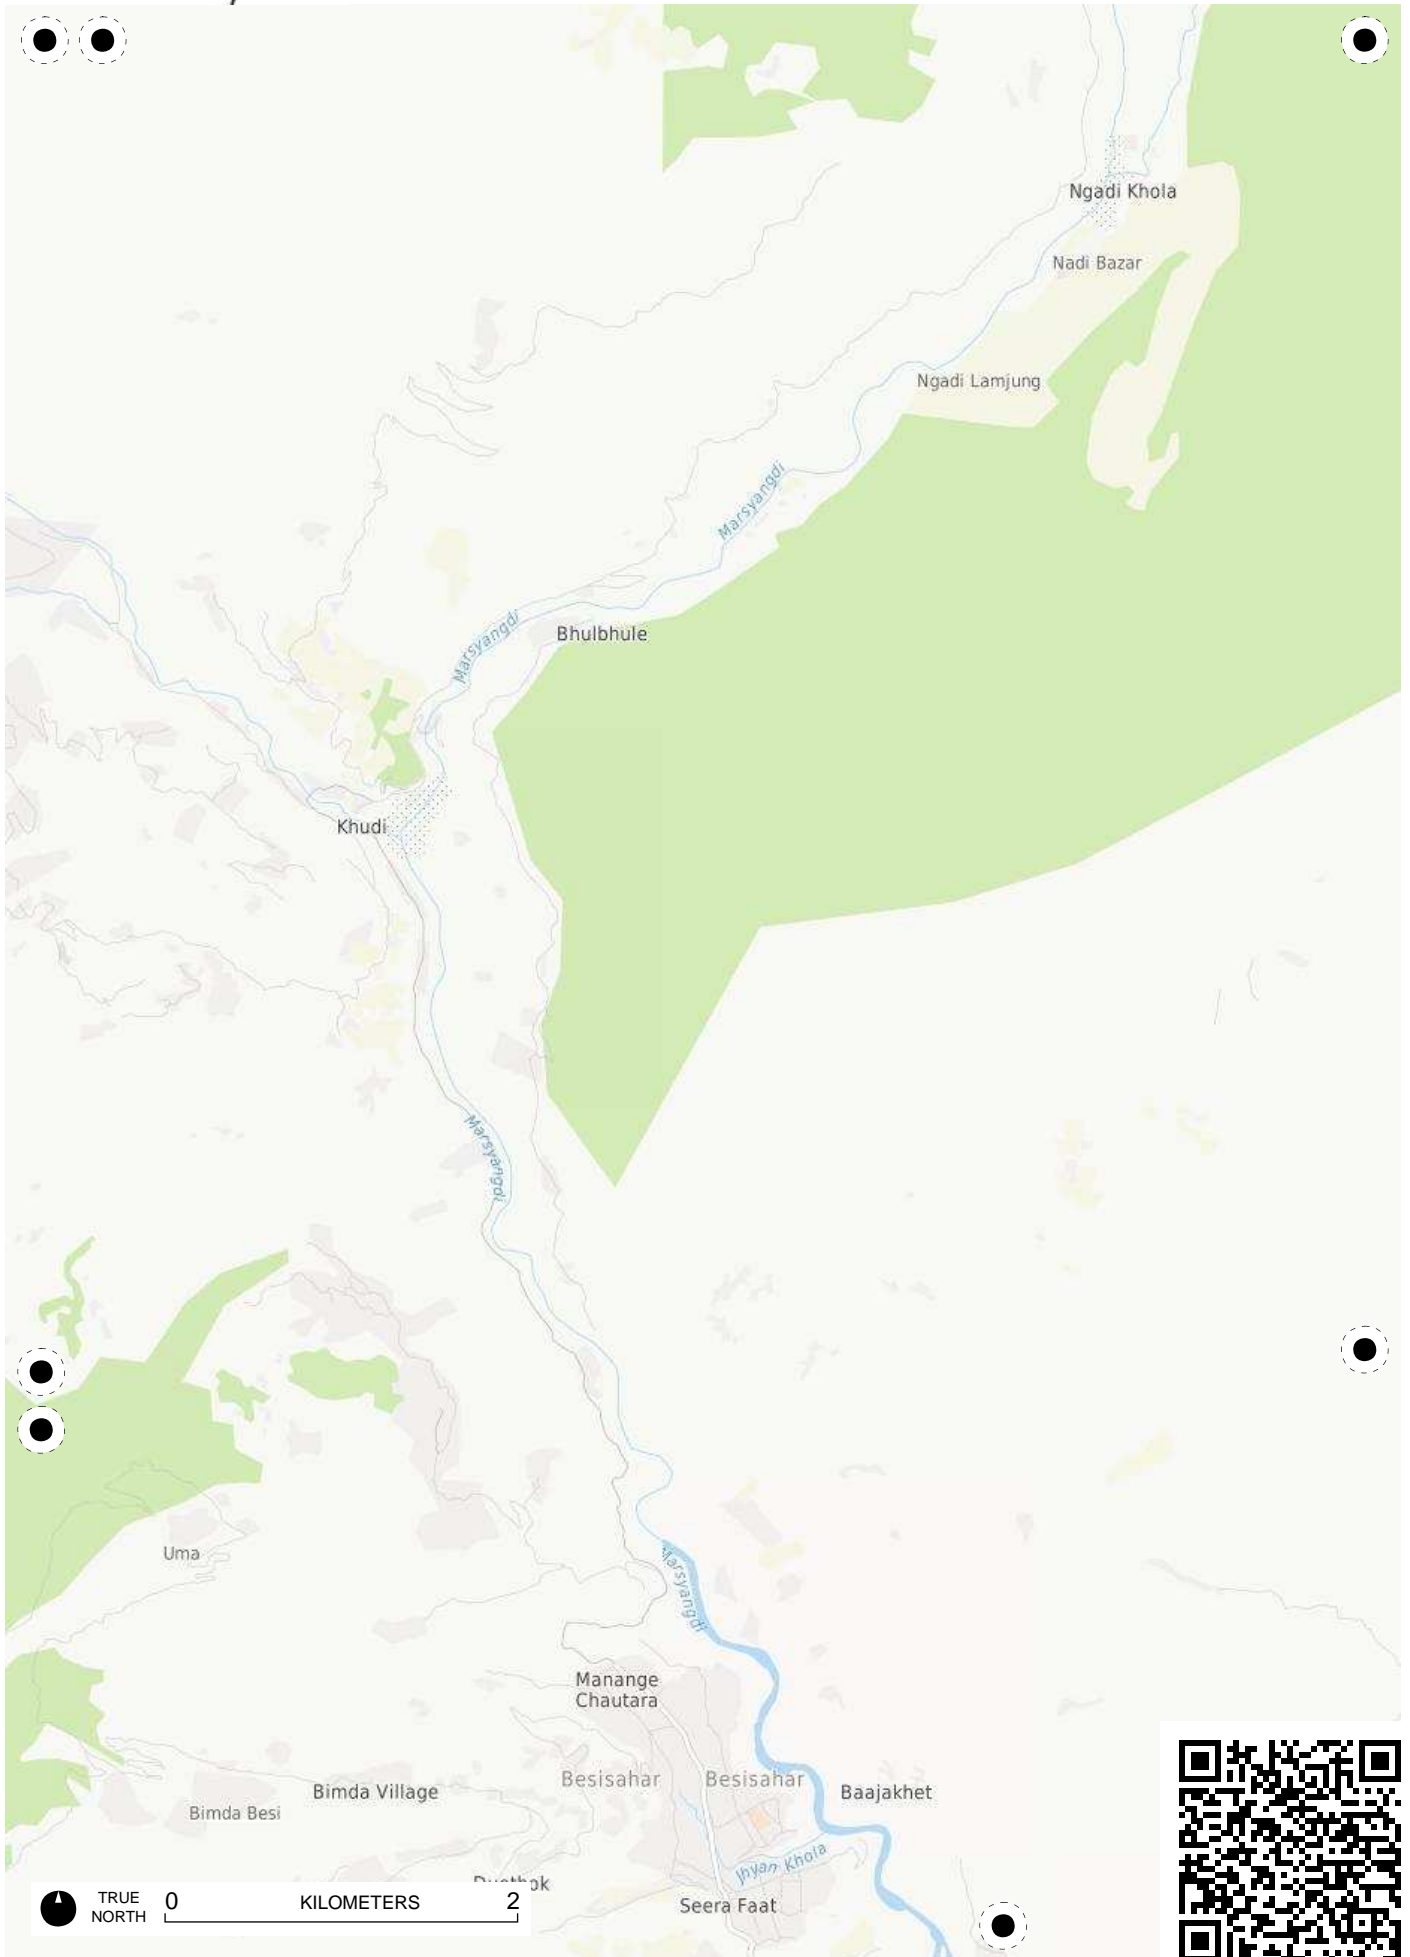 Ngadi Khola
Nadi Bazar
Ngadi Lamjung
Marsyangdi
Marsyangdi
Bhulbhule
Khudi
Marsyangdi
Uma
Marsyangdi
Manange
Chautara
Besisahar
Besisahar
Bimda Village
Baajakhet
Bimda Besi
Jhyan Khola
Seera Faat
TRUE
NORTH
0
KILOMETERS
2